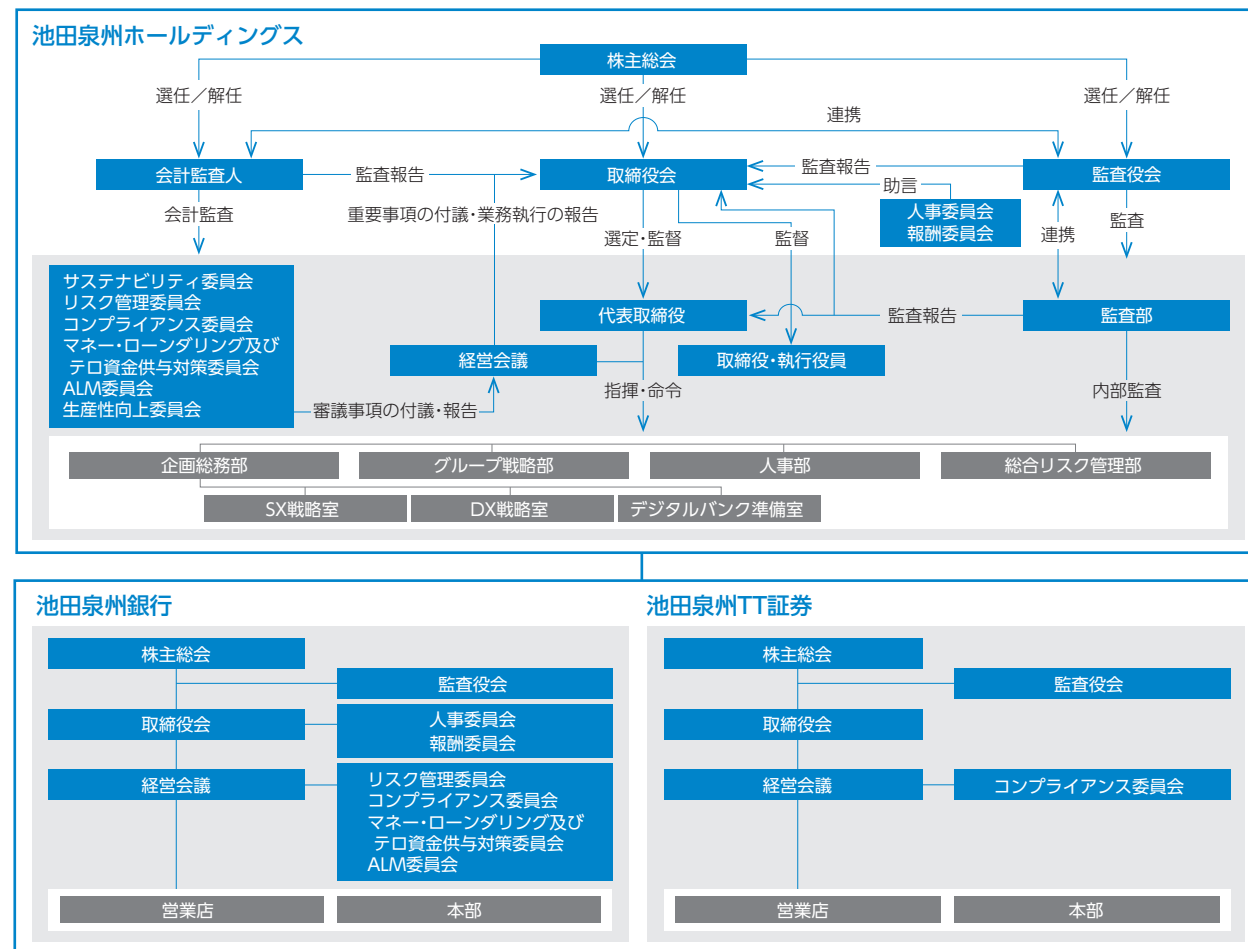 池田泉州ホールディングス
株主総会
選任／解任
選任／解任
選任／解任
連携
会計監査人
監査報告
取締役会
監査報告
監査役会
助言
会計監査
重要事項の付議・業務執行の報告
人事委員会
報酬委員会
選定・監督
監督
連携
監査
サステナビリティ委員会
リスク管理委員会
コンプライアンス委員会
マネー・ローンダリング及び
テロ資金供与対策委員会
ALM委員会
生産性向上委員会
代表取締役
監査報告
監査部
経営会議
取締役・執行役員
指揮・命令
内部監査
審議事項の付議・報告
企画総務部
グループ戦略部
人事部
総合リスク管理部
SX戦略室
DX戦略室
デジタルバンク準備室
池田泉州銀行
株主総会
監査役会
取締役会
人事委員会
報酬委員会
経営会議
リスク管理委員会
コンプライアンス委員会
マネー・ローンダリング及び
テロ資金供与対策委員会
ALM委員会
営業店
本部
池田泉州TT証券
株主総会
監査役会
取締役会
経営会議
コンプライアンス委員会
営業店
本部